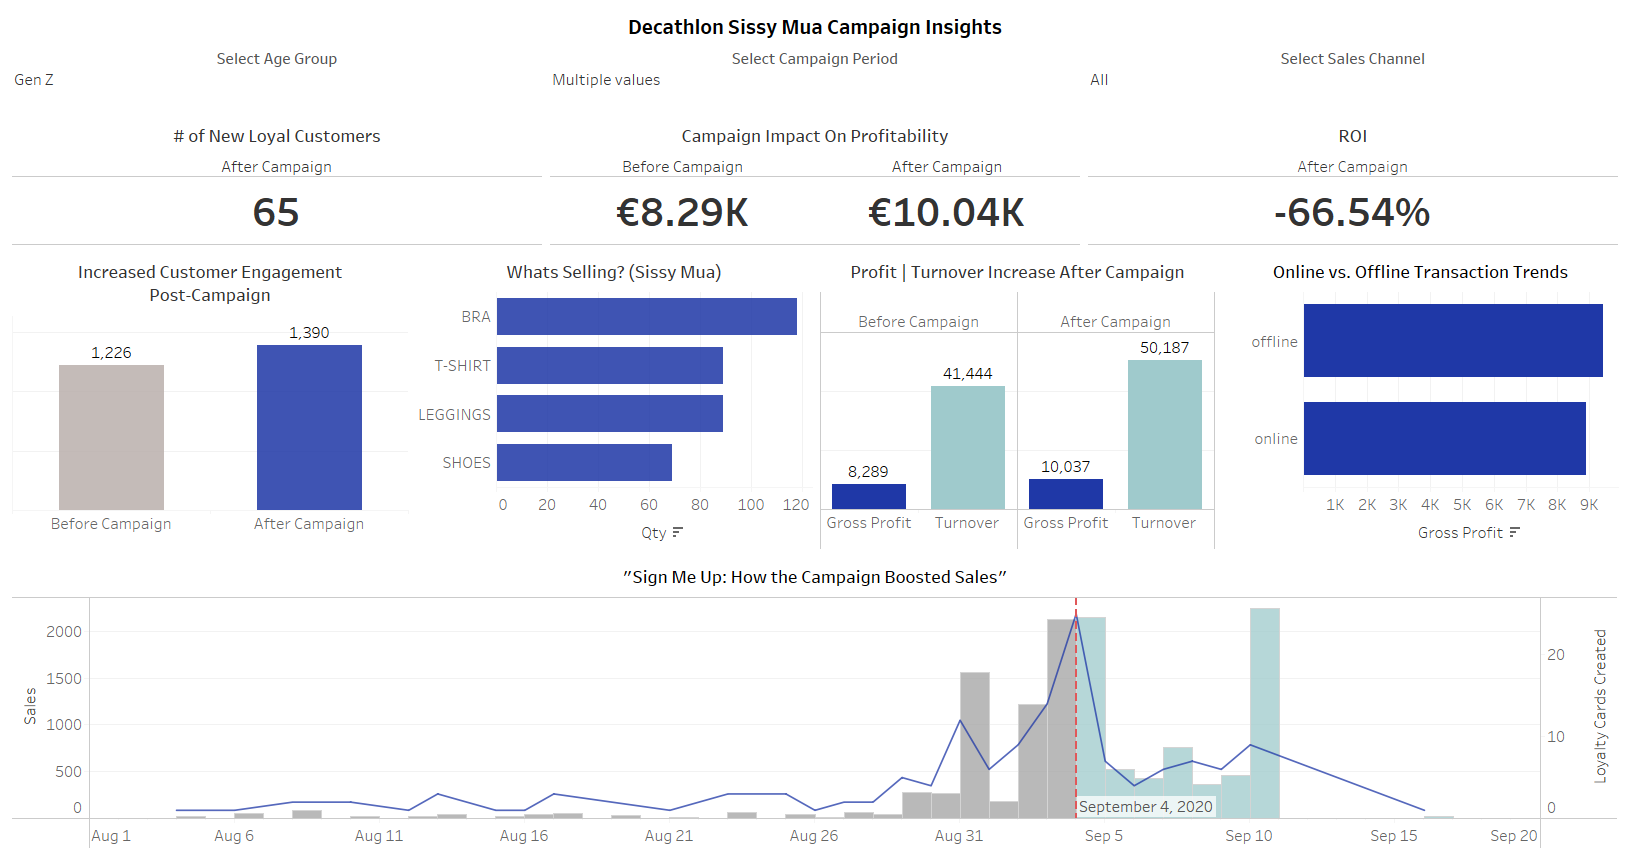 Decathlon Sissy Mua Campaign Insights
Select Age Group
Select Campaign Period
Select Sales Channel
Gen Z
Multiple values
All
# of New Loyal Customers
Campaign Impact On Profitability
ROI
After Campaign
Before Campaign
After Campaign
After Campaign
65
€8.29K
€10.04K
-66.54%
Increased Customer Engagement
Post-Campaign
1,226
1,390
Before Campaign
After Campaign
Whats Selling? (Sissy Mua)
BRA
T-SHIRT
LEGGINGS
SHOES
0 20 40 60 80 100 120
Qty
Profit | Turnover Increase After Campaign
Before Campaign
After Campaign
8,289
41,444
10,037
50,187
Gross Profit
Turnover
Gross Profit
Turnover
Online vs. Offline Transaction Trends
offline
online
1K 2K 3K 4K 5K 6K 7K 8K 9K
Gross Profit
"Sign Me Up: How the Campaign Boosted Sales"
Sales
2000
1500
1000
500
0
September 4, 2020
20
10
0
Loyalty Cards Created
Aug 1 Aug 6 Aug 11 Aug 16 Aug 21 Aug 26 Aug 31 Sep 5 Sep 10 Sep 15 Sep 20